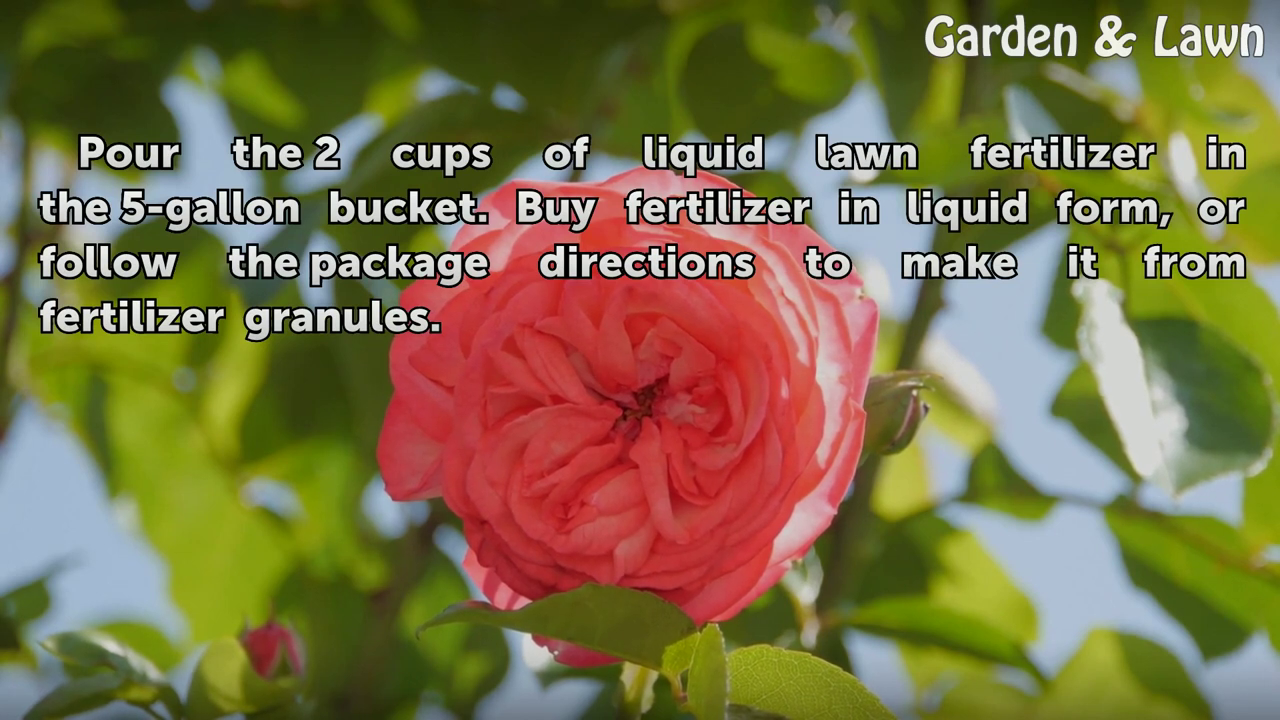 Garden & Lawn
Pour the 2 cups of liquid lawn fertilizer in
the 5-gallon bucket. Buy fertilizer in liquid form, or
follow the package directions to make it from
fertilizer granules.